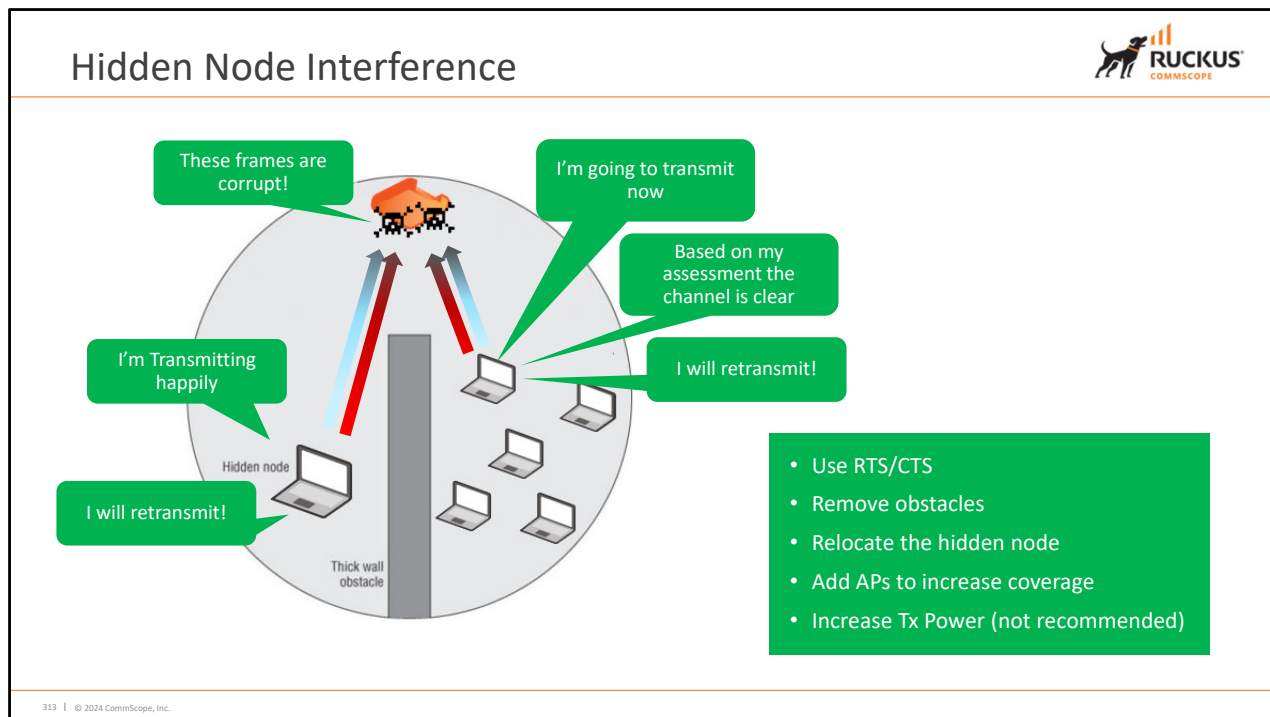 Hidden Node Interference
RUCKUS®
COMMSCOPE
These frames are
corrupt!
I'm going to transmit
now
Based on my
assessment the
channel is clear
I'm Transmitting
happily
I will retransmit!
Hidden node
I will retransmit!
Thick wall
obstacle
• Use RTS/CTS
• Remove obstacles
• Relocate the hidden node
• Add APs to increase coverage
• Increase Tx Power (not recommended)
313 | © 2024 CommScope, Inc.